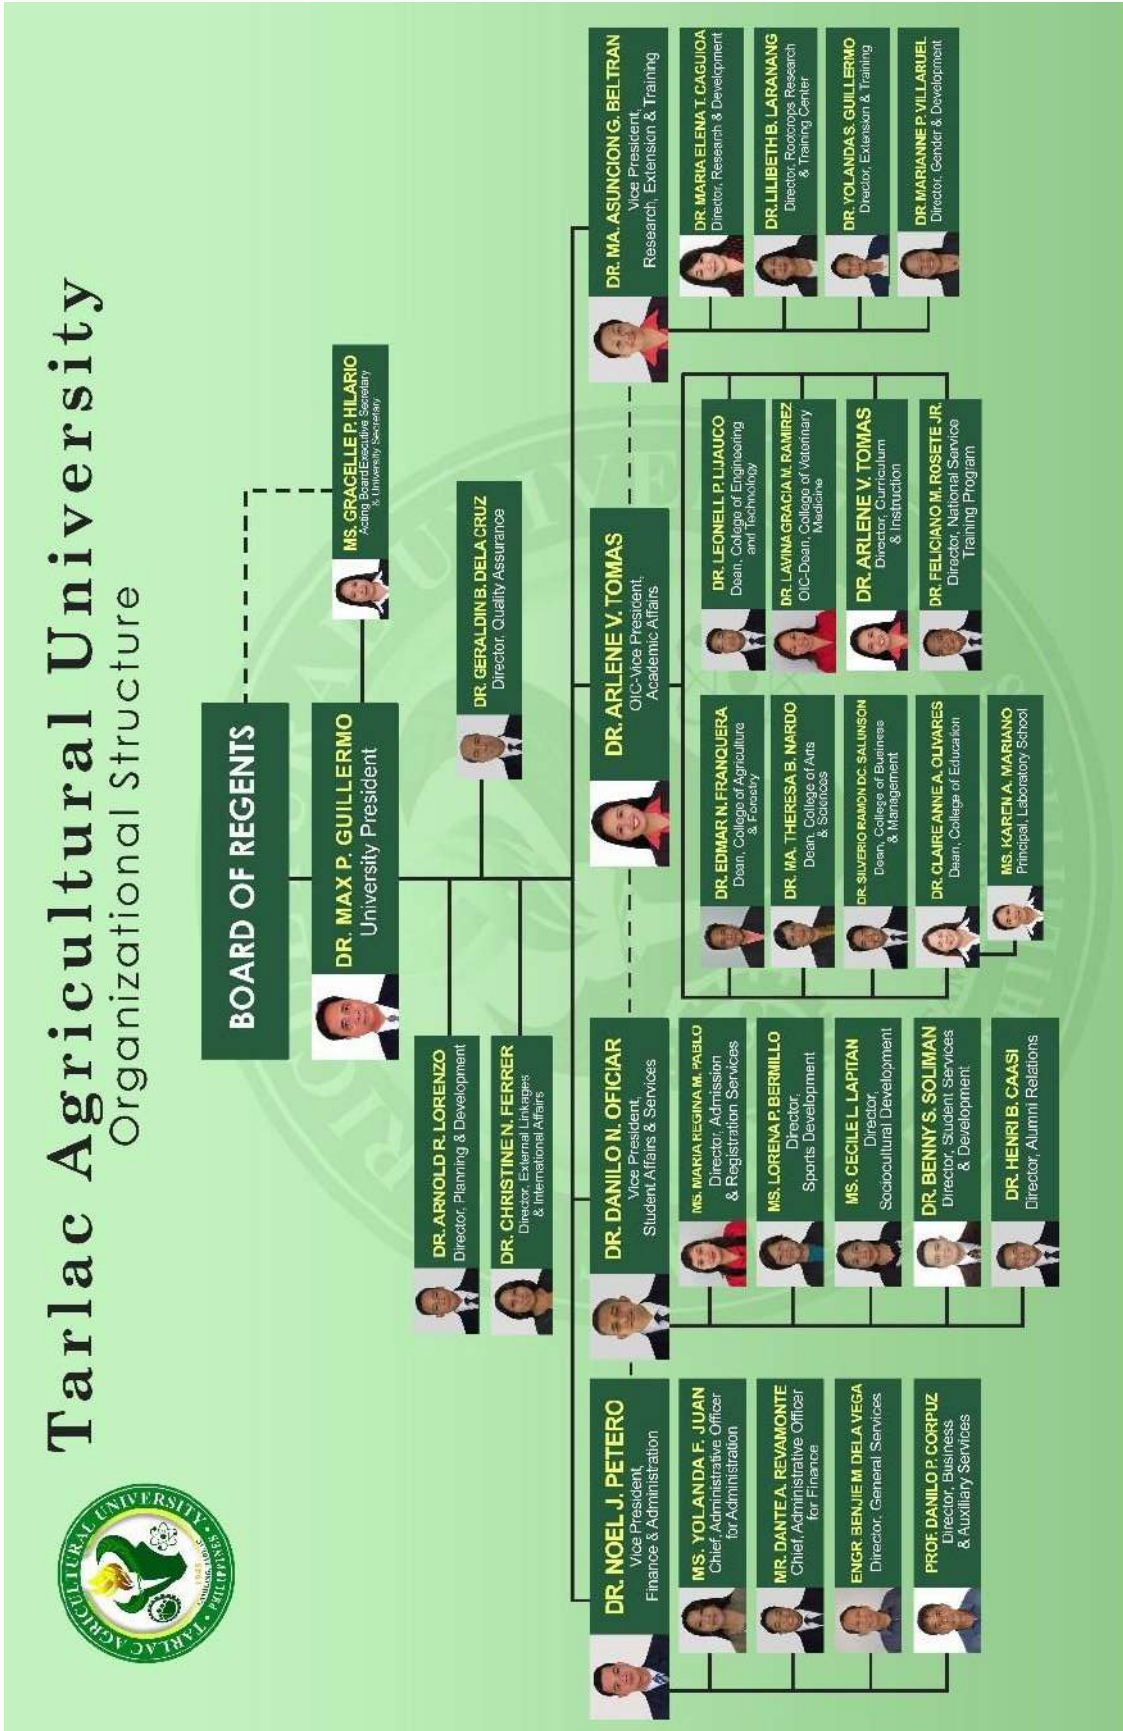 Tarlac Agricultural University
Organizational Structure
TARLAC AGRICULTURAL UNIVERSITY • PHILIPPINES
1945
BOARD OF REGENTS
MS. GRACELLE P. HILARIO
Acting Board/Executive Secretary
& University Secretary
DR. MAX P. GUILLERMO
University President
DR. ARNOLD R. LORENZO
Director, Planning & Development
DR. CHRISTINE N. FERRER
Director, External Linkages
& International Affairs
DR. GERALDIN B. DELA CRUZ
Director, Quality Assurance
DR. NOEL J. PETERO
Vice President,
Finance & Administration
MS. YOLANDA F. JUAN
Chief, Administrative Officer
for Administration
MR. DANTE A. REVAMONTE
Chief, Administrative Officer
for Finance
ENGR. BENJIE M. DELA VEGA
Director, General Services
PROF. DANILO P. CORPUZ
Director, Business
& Auxiliary Services
DR. DANILO N. OFICIAR
Vice President,
Student Affairs & Services
MS. MARIA REGINA M. PABLO
Director, Admission
& Registration Services
MS. LORENA P. BERMILLO
Director,
Sports Development
MS. CECILE L. LAPITAN
Director,
Sociocultural Development
DR. BENNY S. SOLIMAN
Director, Student Services
& Development
DR. HENRI B. CAASI
Director, Alumni Relations
DR. ARLENE V. TOMAS
OIC-Vice President,
Academic Affairs
DR. EDMAR N. FRANQUERA
Dean, College of Agriculture
& Forestry
DR. MA. THERESA B. NARDO
Dean, College of Arts
& Sciences
DR. SILVERIO RAMON DC. SALUNSON
Dean, College of Business
& Management
DR. CLAIRE ANNE A. OLIVARES
Dean, College of Education
MS. KAREN A. MARIANO
Principal, Laboratory School
DR. LEONELL P. LIJAUCO
Dean, College of Engineering
and Technology
DR. LAVINA GRACIA M. RAMIREZ
OIC-Dean, College of Veterinary
Medicine
DR. ARLENE V. TOMAS
Director, Curriculum
& Instruction
DR. FELICIANO M. ROSETE JR.
Director, National Service
Training Program
DR. MA. ASUNCION G. BELTRAN
Vice President,
Research, Extension & Training
DR. MARIA ELENA T. CAGUIOA
Director, Research & Development
DR. LILIBETH B. LARANANG
Director, Rootcrops Research
& Training Center
DR. YOLANDA S. GUILLERMO
Director, Extension & Training
DR. MARIANNE P. VILLARUEL
Director, Gender & Development